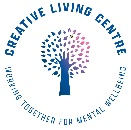 CREATIVE LIVING CENTRE
WORKING TOGETHER FOR MENTAL WELLBEING